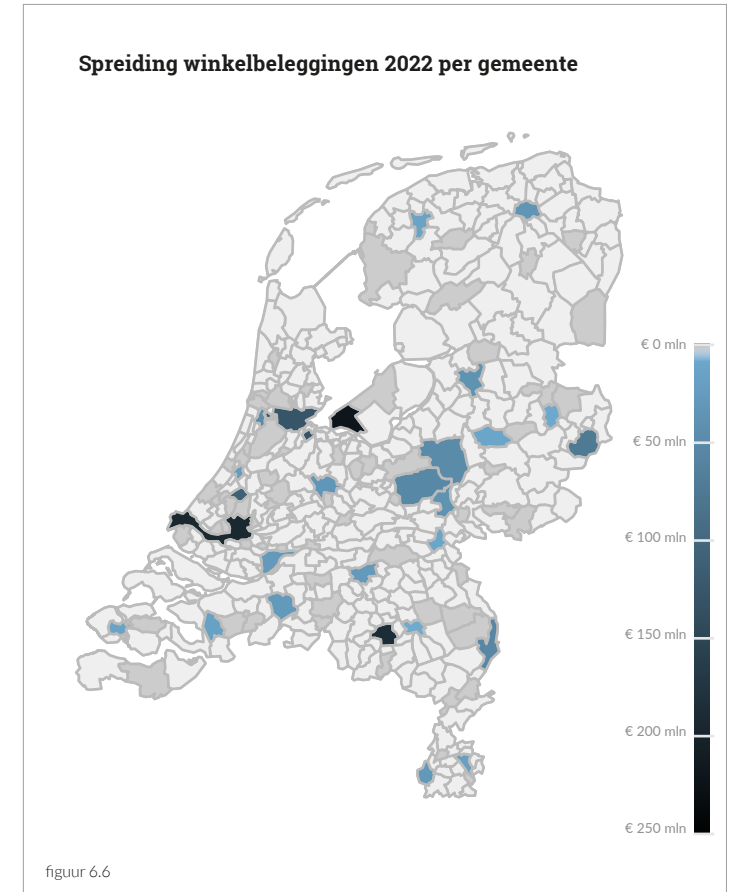 Spreiding winkelbeleggingen 2022 per gemeente
€ 0 mln
€ 50 mln
€ 100 mln
€ 150 mln
€ 200 mln
€ 250 mln
figuur 6.6